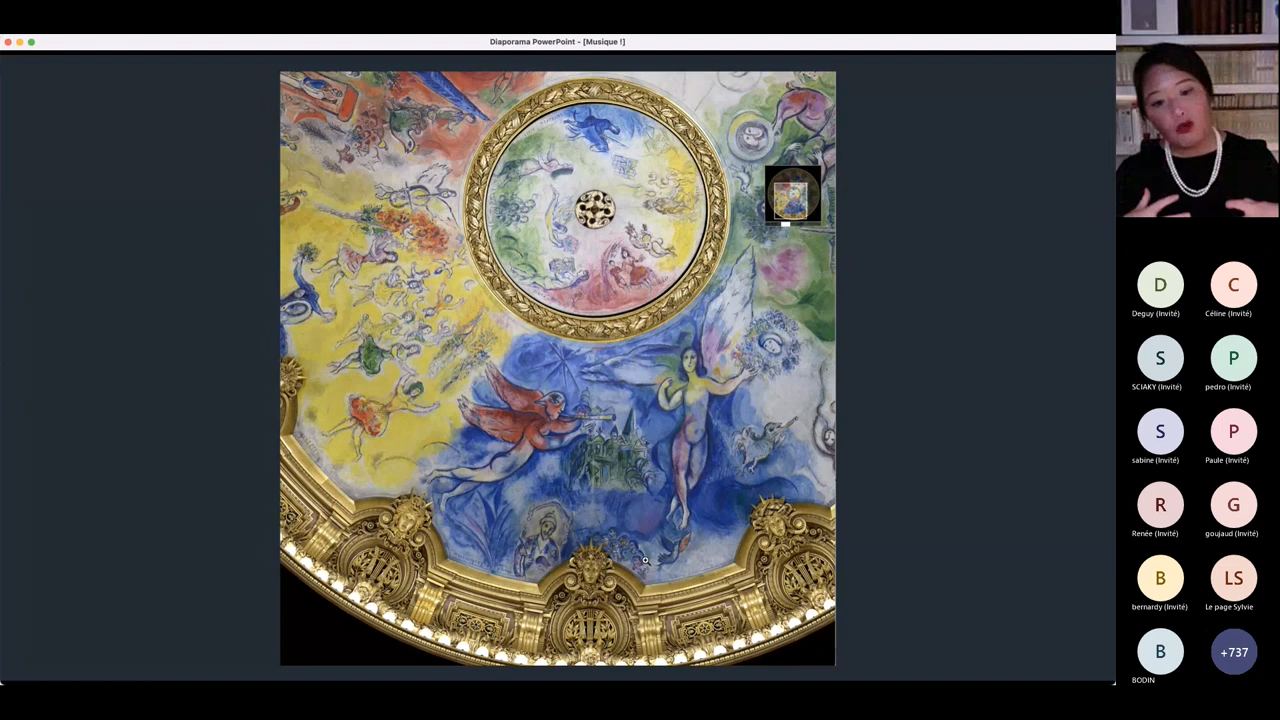 Diaporama PowerPoint - [Musique !]
D
C
Deguy (Invité)
Céline (Invité)
S
P
SCIAKY (Invité)
pedro (Invité)
S
P
sabine (Invité)
Paule (Invité)
R
G
Renée (Invité)
goujaud (Invité)
B
LS
bernardy (Invité)
Le page Sylvie
B
+737
BODIN